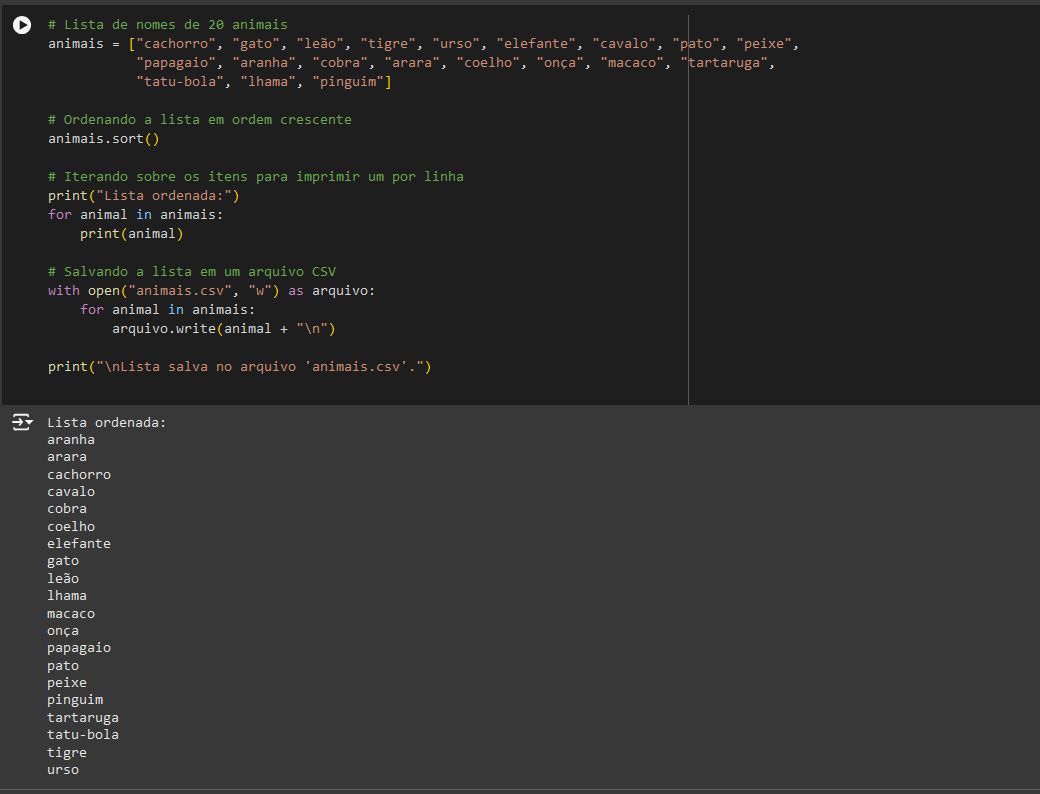 # Lista de nomes de 20 animais
animais = ["cachorro", "gato", "leão", "tigre", "urso", "elefante", "cavalo", "pato", "peixe",
           "papagaio", "aranha", "cobra", "arara", "coelho", "onça", "macaco", "tartaruga",
           "tatu-bola", "lhama", "pinguim"]
# Ordenando a lista em ordem crescente
animais.sort()
# Iterando sobre os itens para imprimir um por linha
print("Lista ordenada:")
for animal in animais:
    print(animal)
# Salvando a lista em um arquivo CSV
with open("animais.csv", "w") as arquivo:
    for animal in animais:
        arquivo.write(animal + "\n")
print("\nLista salva no arquivo 'animais.csv'.")
Lista ordenada:
aranha
arara
cachorro
cavalo
cobra
coelho
elefante
gato
leão
lhama
macaco
onça
papagaio
pato
peixe
pinguim
tartaruga
tatu-bola
tigre
urso